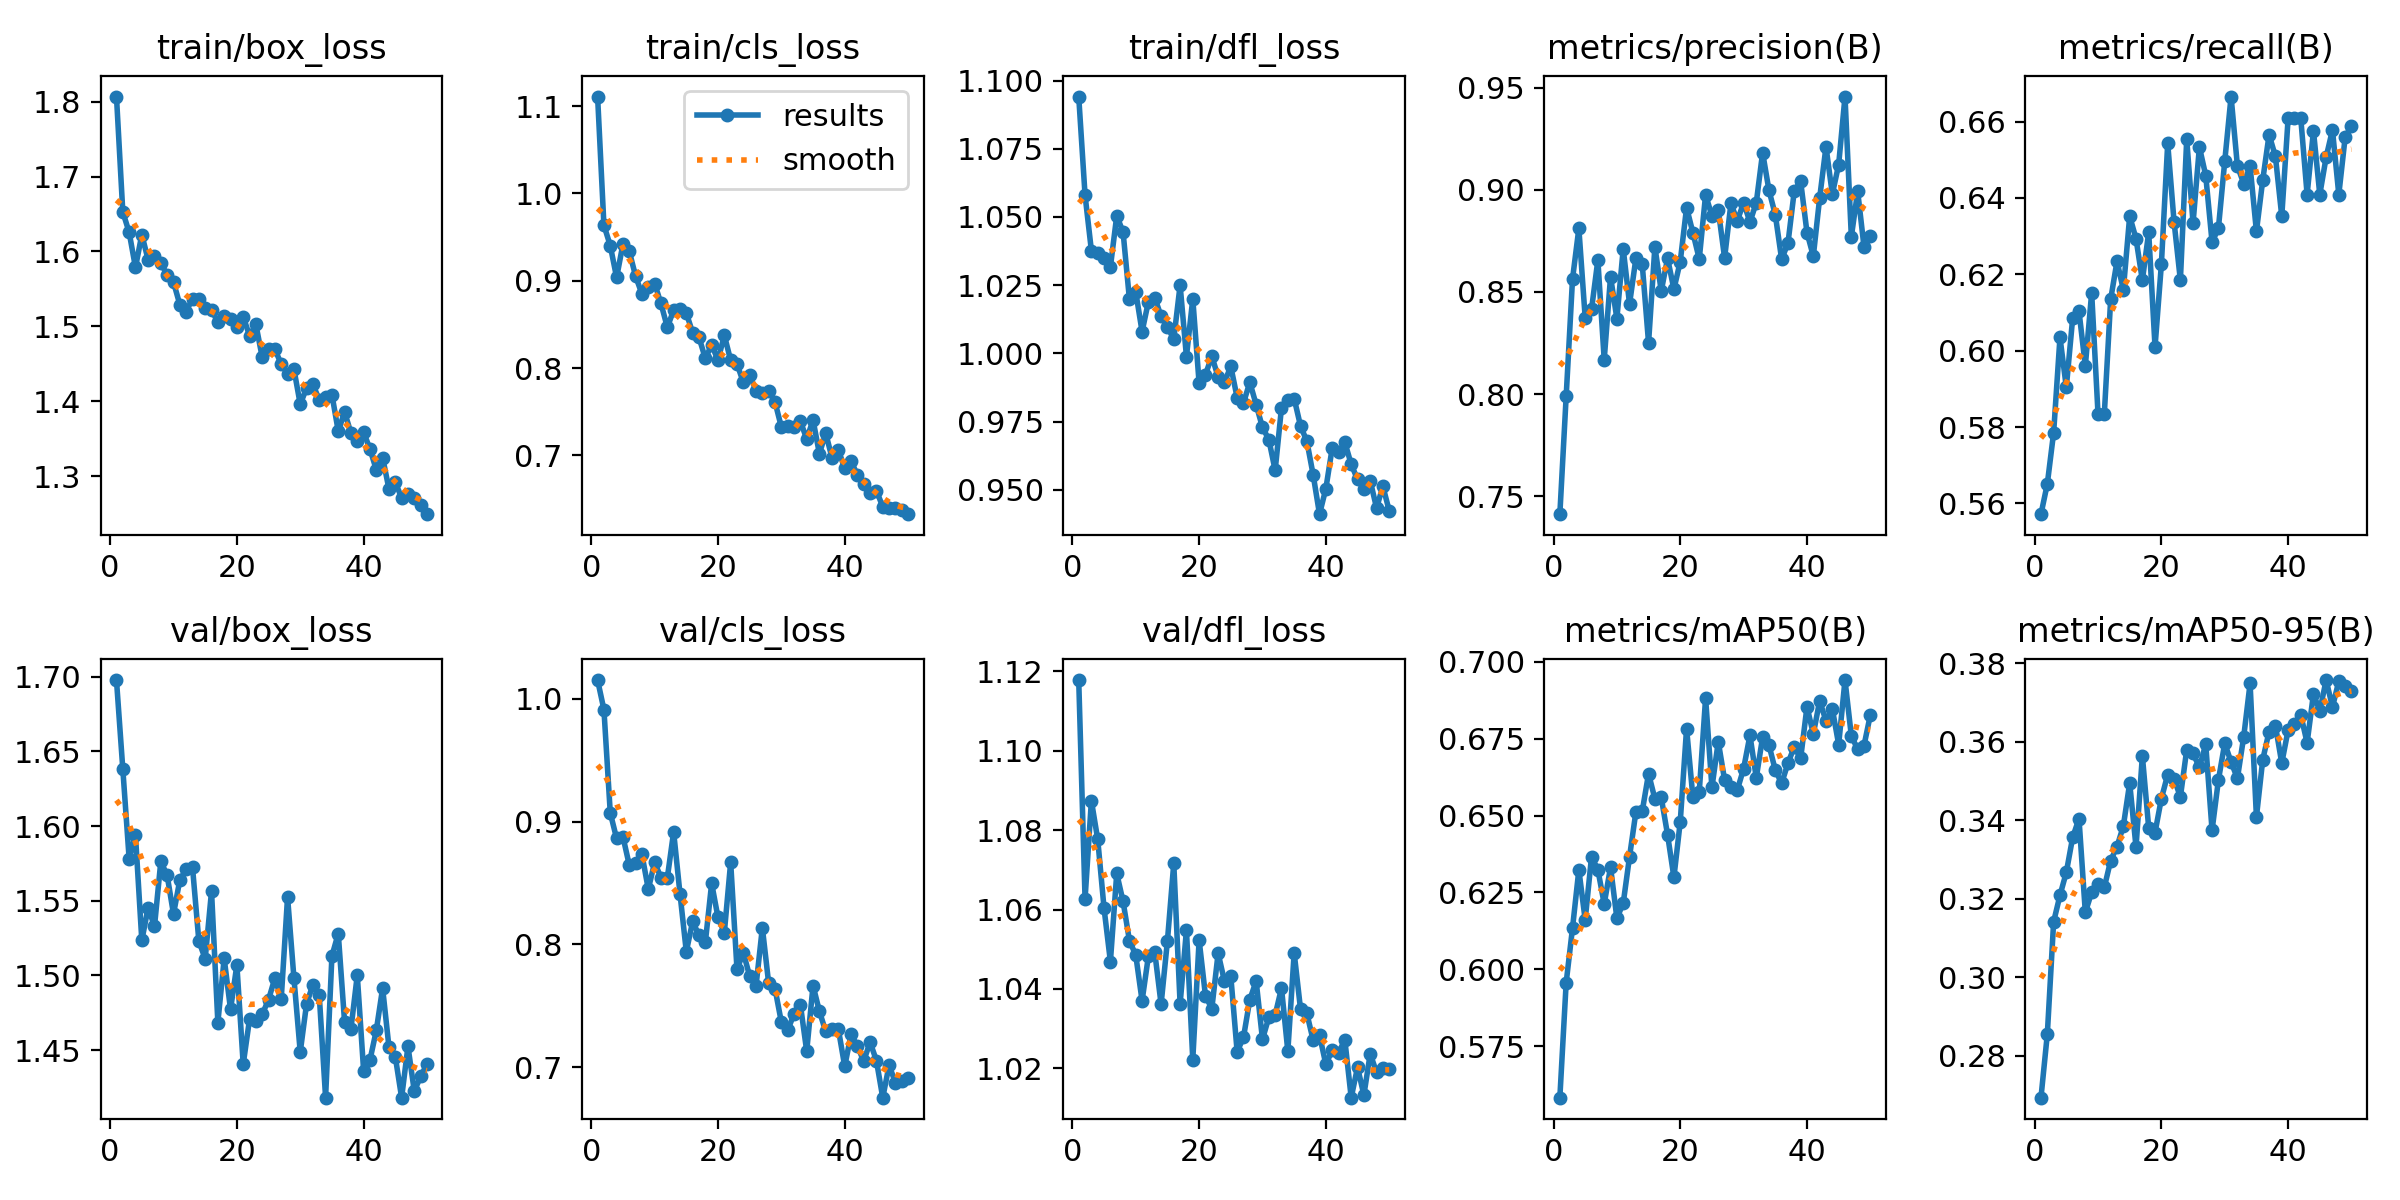 train/box_loss
1.8
1.7
1.6
1.5
1.4
1.3
0 20 40
train/cls_loss
results
smooth
1.1
1.0
0.9
0.8
0.7
0 20 40
train/dfl_loss
1.100
1.075
1.050
1.025
1.000
0.975
0.950
0 20 40
metrics/precision(B)
0.95
0.90
0.85
0.80
0.75
0 20 40
metrics/recall(B)
0.66
0.64
0.62
0.60
0.58
0.56
0 20 40
val/box_loss
1.70
1.65
1.60
1.55
1.50
1.45
0 20 40
val/cls_loss
1.0
0.9
0.8
0.7
0 20 40
val/dfl_loss
1.12
1.10
1.08
1.06
1.04
1.02
0 20 40
metrics/mAP50(B)
0.700
0.675
0.650
0.625
0.600
0.575
0 20 40
metrics/mAP50-95(B)
0.38
0.36
0.34
0.32
0.30
0.28
0 20 40